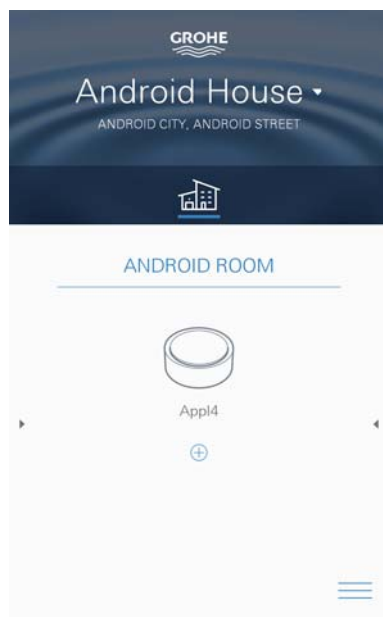 GROHE
Android House
ANDROID CITY, ANDROID STREET
ANDROID ROOM
Appl4